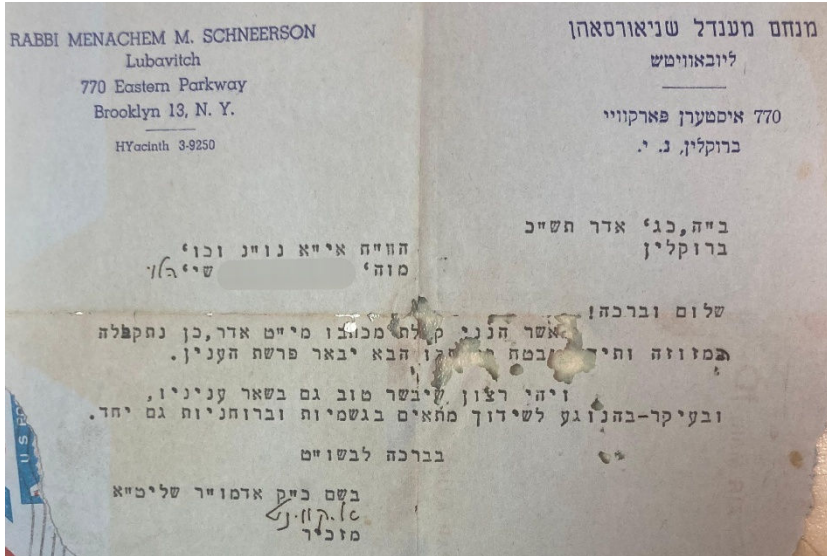 RABBI MENACHEM M. SCHNEERSON
Lubavitch
770 Eastern Parkway
Brooklyn 13, N. Y.
HYacinth 3-9250
מנחם מענדל שניאורסאהן
ליובאוויטש
770 איסטערן פארקוויי
ברוקלין, נ. י.
ב"ה, כג' אדר תש"כ
ברוקלין
הוו"ח אי"א נו"נ וכו'
מוה' שי'
שלום וברכה!
אשר הנני קבלת מכתבו מי"ט אדר, כן נתקבלה
המזוזה הבא יבאר פרשת הענין.
ויהי רצון שיבשר טוב גם בשאר עניניו,
ובעיקר-בהנוגע לשידוך מתאים בגשמיות וברוחניות גם יחד.
בברכה לבשו"ט
בשם כ"ק אדמו"ר שליט"א
מזכיר
U S PO